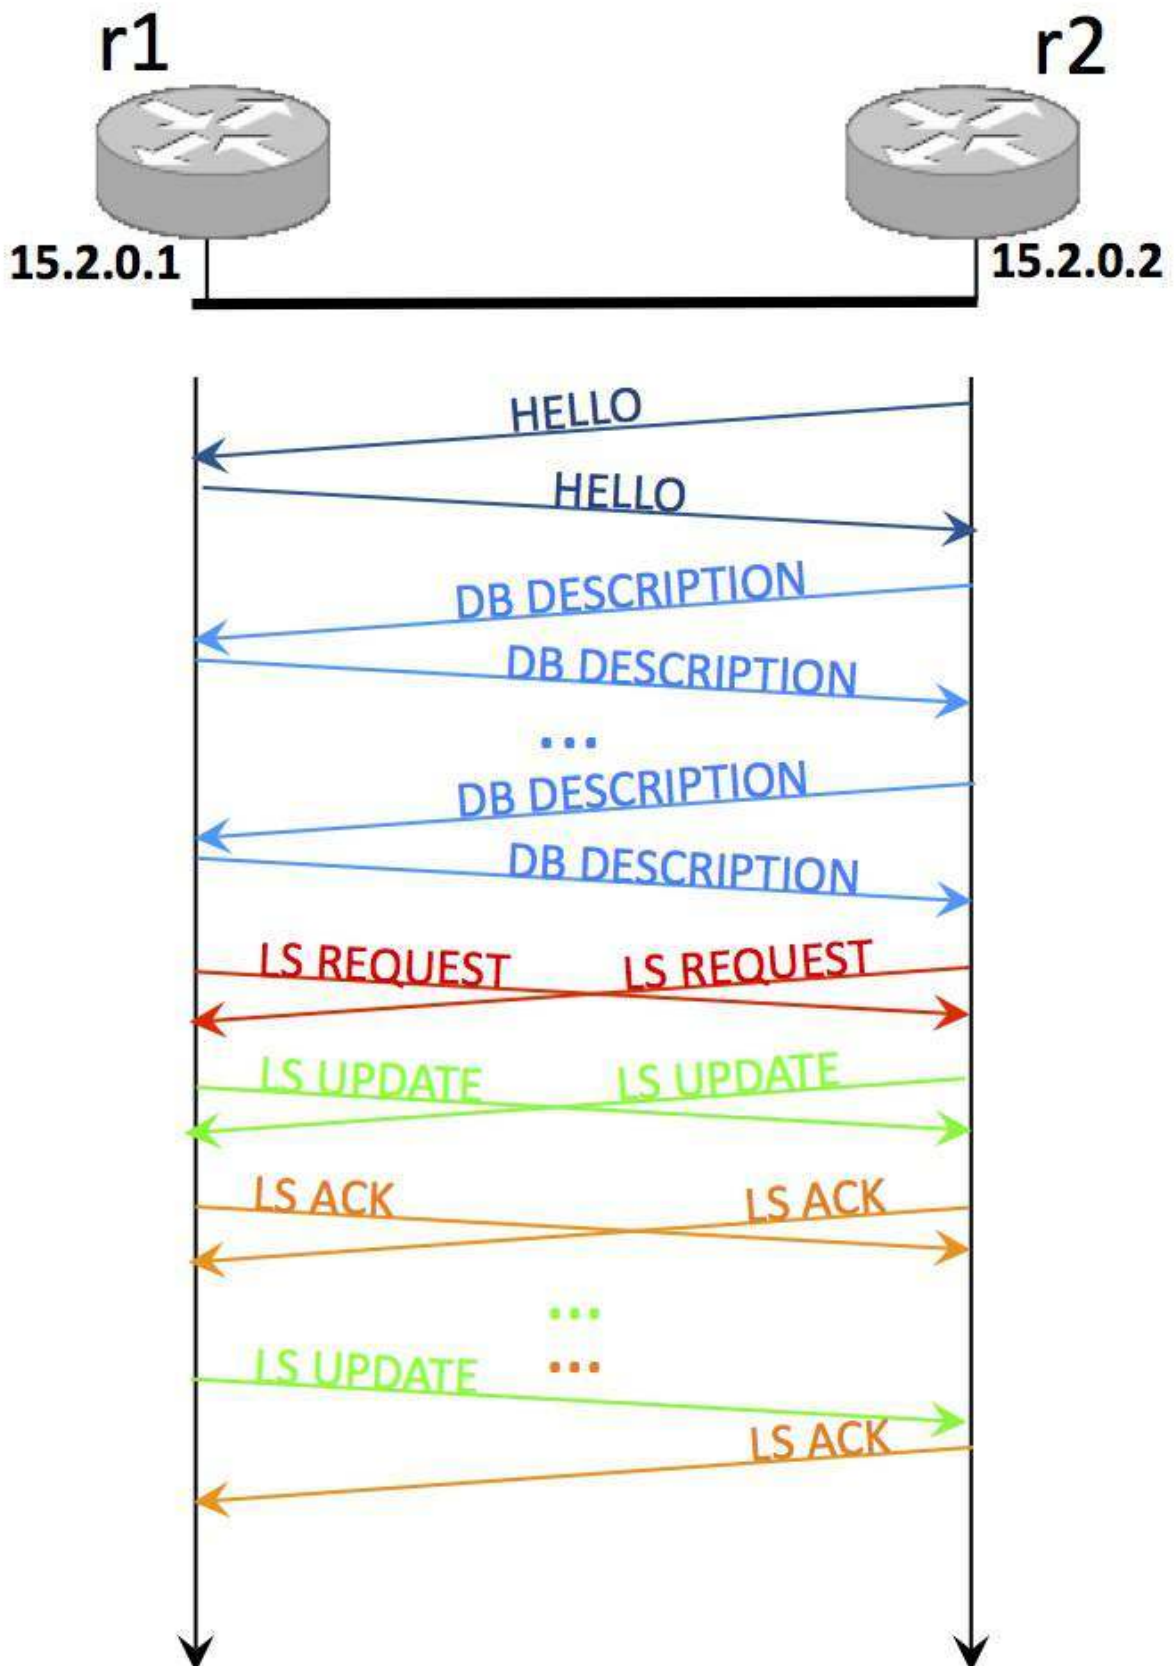 r1 r2
15.2.0.1 15.2.0.2
HELLO
HELLO
DB DESCRIPTION
DB DESCRIPTION
...
DB DESCRIPTION
DB DESCRIPTION
LS REQUEST LS REQUEST
LS UPDATE LS UPDATE
LS ACK LS ACK
...
...
LS UPDATE
LS ACK